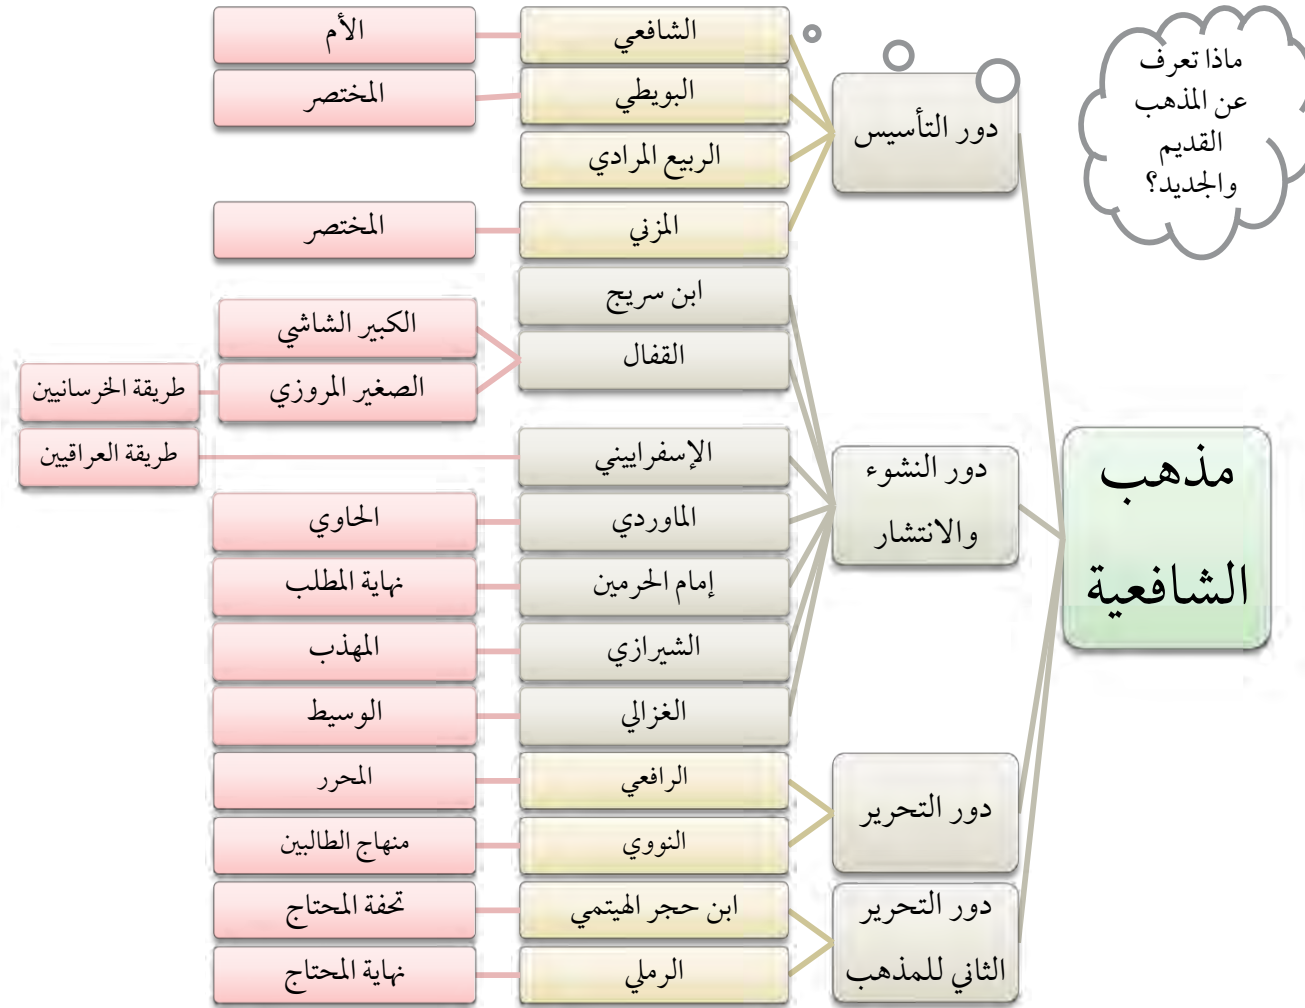 ماذا تعرف
عن المذهب
القديم
والجديد؟
مذهب
الشافعية
دور التأسيس
الشافعي
الأم
البويطي
المختصر
الربيع المرادي
المزني
المختصر
دور النشوء
والانتشار
ابن سريج
القفال
الكبير الشاشي
الصغير المروزي
طريقة الخرسانيين
الإسفراييني
طريقة العراقيين
الماوردي
الحاوي
إمام الحرمين
نهاية المطلب
الشيرازي
المهذب
الغزالي
الوسيط
دور التحرير
الرافعي
المحرر
النووي
منهاج الطالبين
دور التحرير
الثاني للمذهب
ابن حجر الهيتمي
تحفة المحتاج
الرملي
نهاية المحتاج